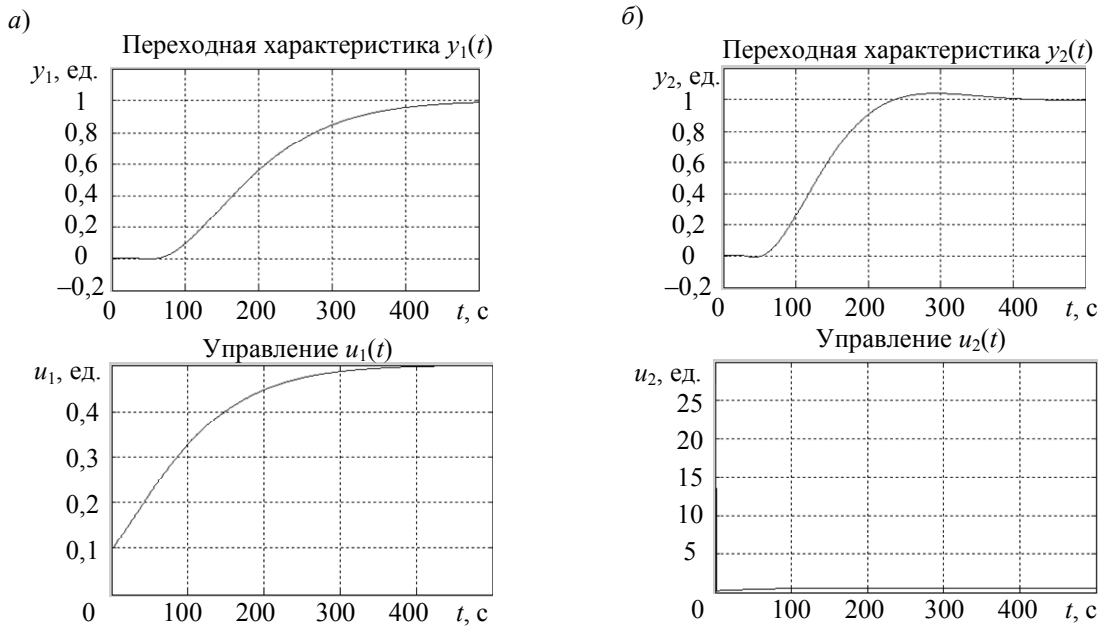 а)
Переходная характеристика y₁(t)
y₁, ед.
1
0,8
0,6
0,4
0,2
0
–0,2
0 100 200 300 400 t, с
Управление u₁(t)
u₁, ед.
0,4
0,3
0,2
0,1
0 100 200 300 400 t, с
б)
Переходная характеристика y₂(t)
y₂, ед.
1
0,8
0,6
0,4
0,2
0
–0,2
0 100 200 300 400 t, с
Управление u₂(t)
u₂, ед.
25
20
15
10
5
0 100 200 300 400 t, с